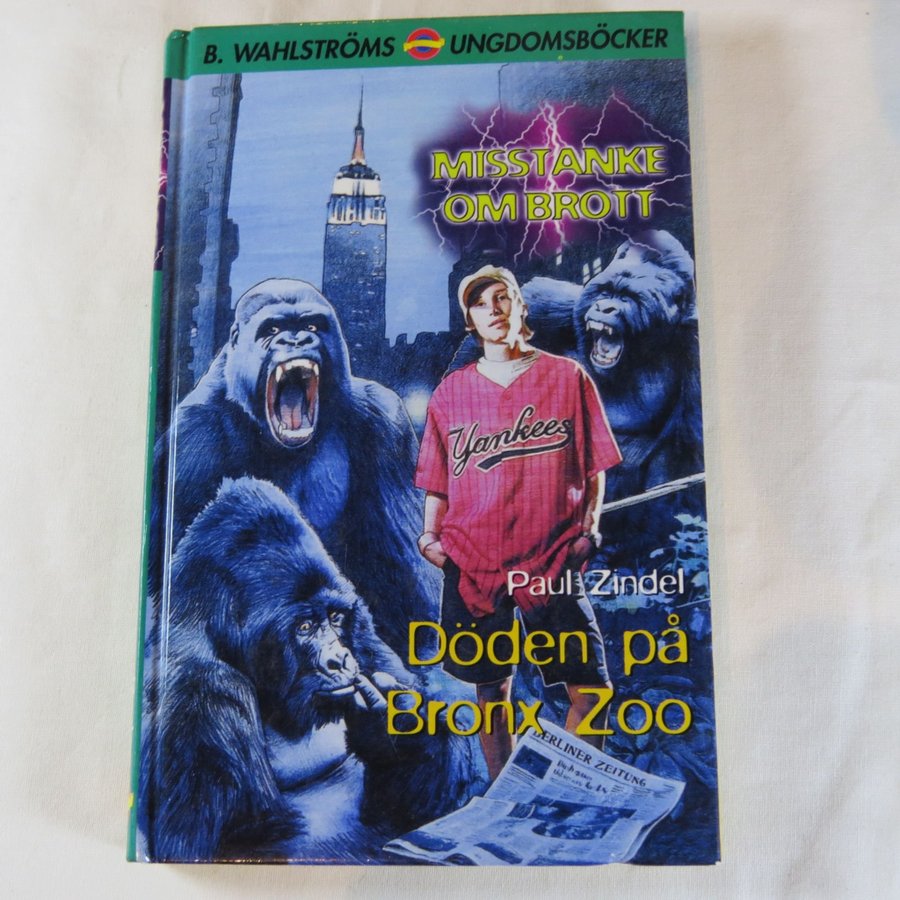 B. WAHLSTRÖMS UNGDOMSBÖCKER
MISSTANKE
OM BROTT
Yankees
Paul Zindel
Döden på
Bronx Zoo
BERLINER ZEITUNG